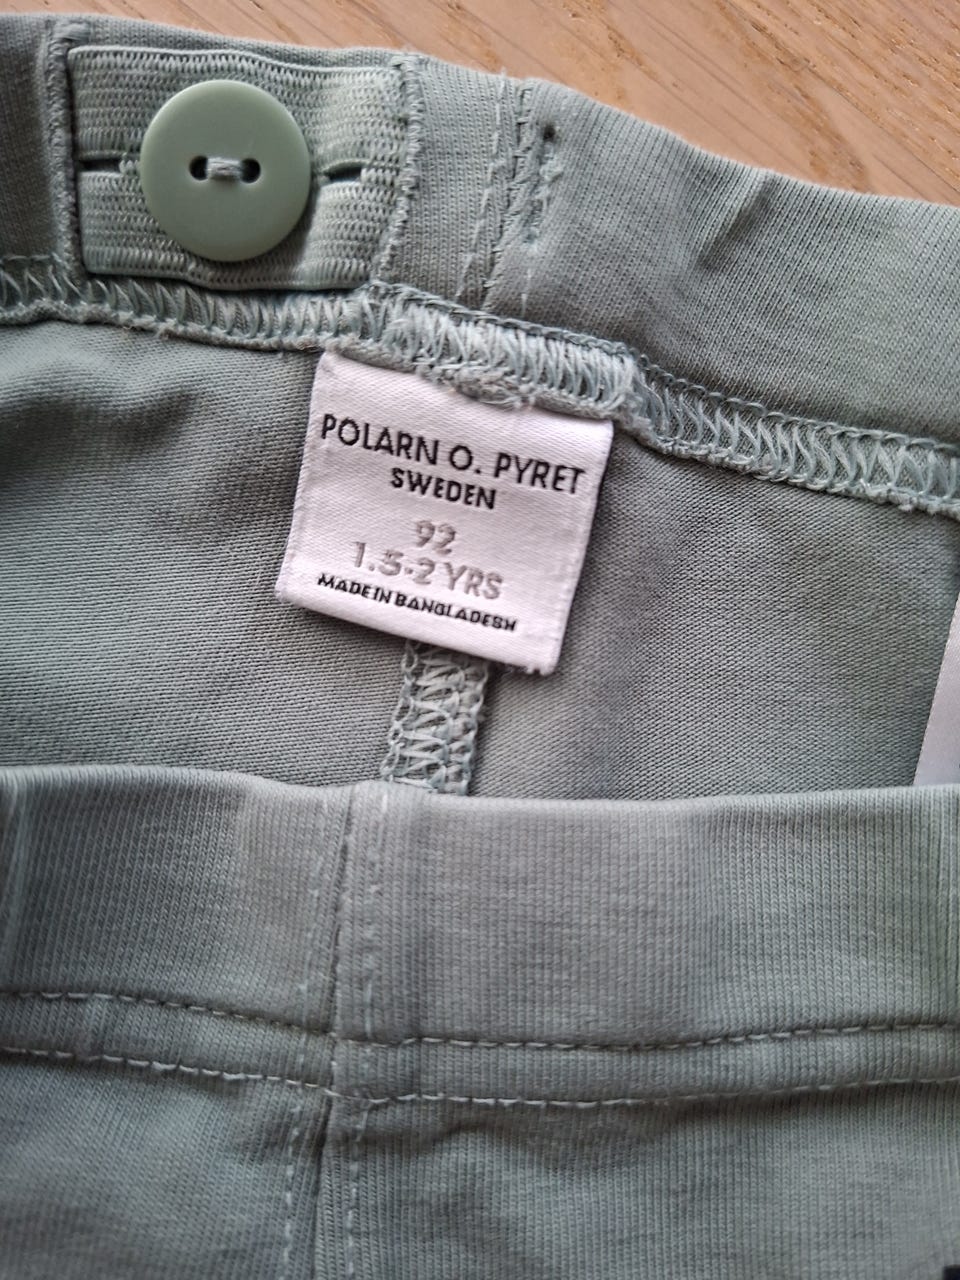 POLARN O. PYRET
SWEDEN
92
1.5-2 YRS
MADE IN BANGLADESH